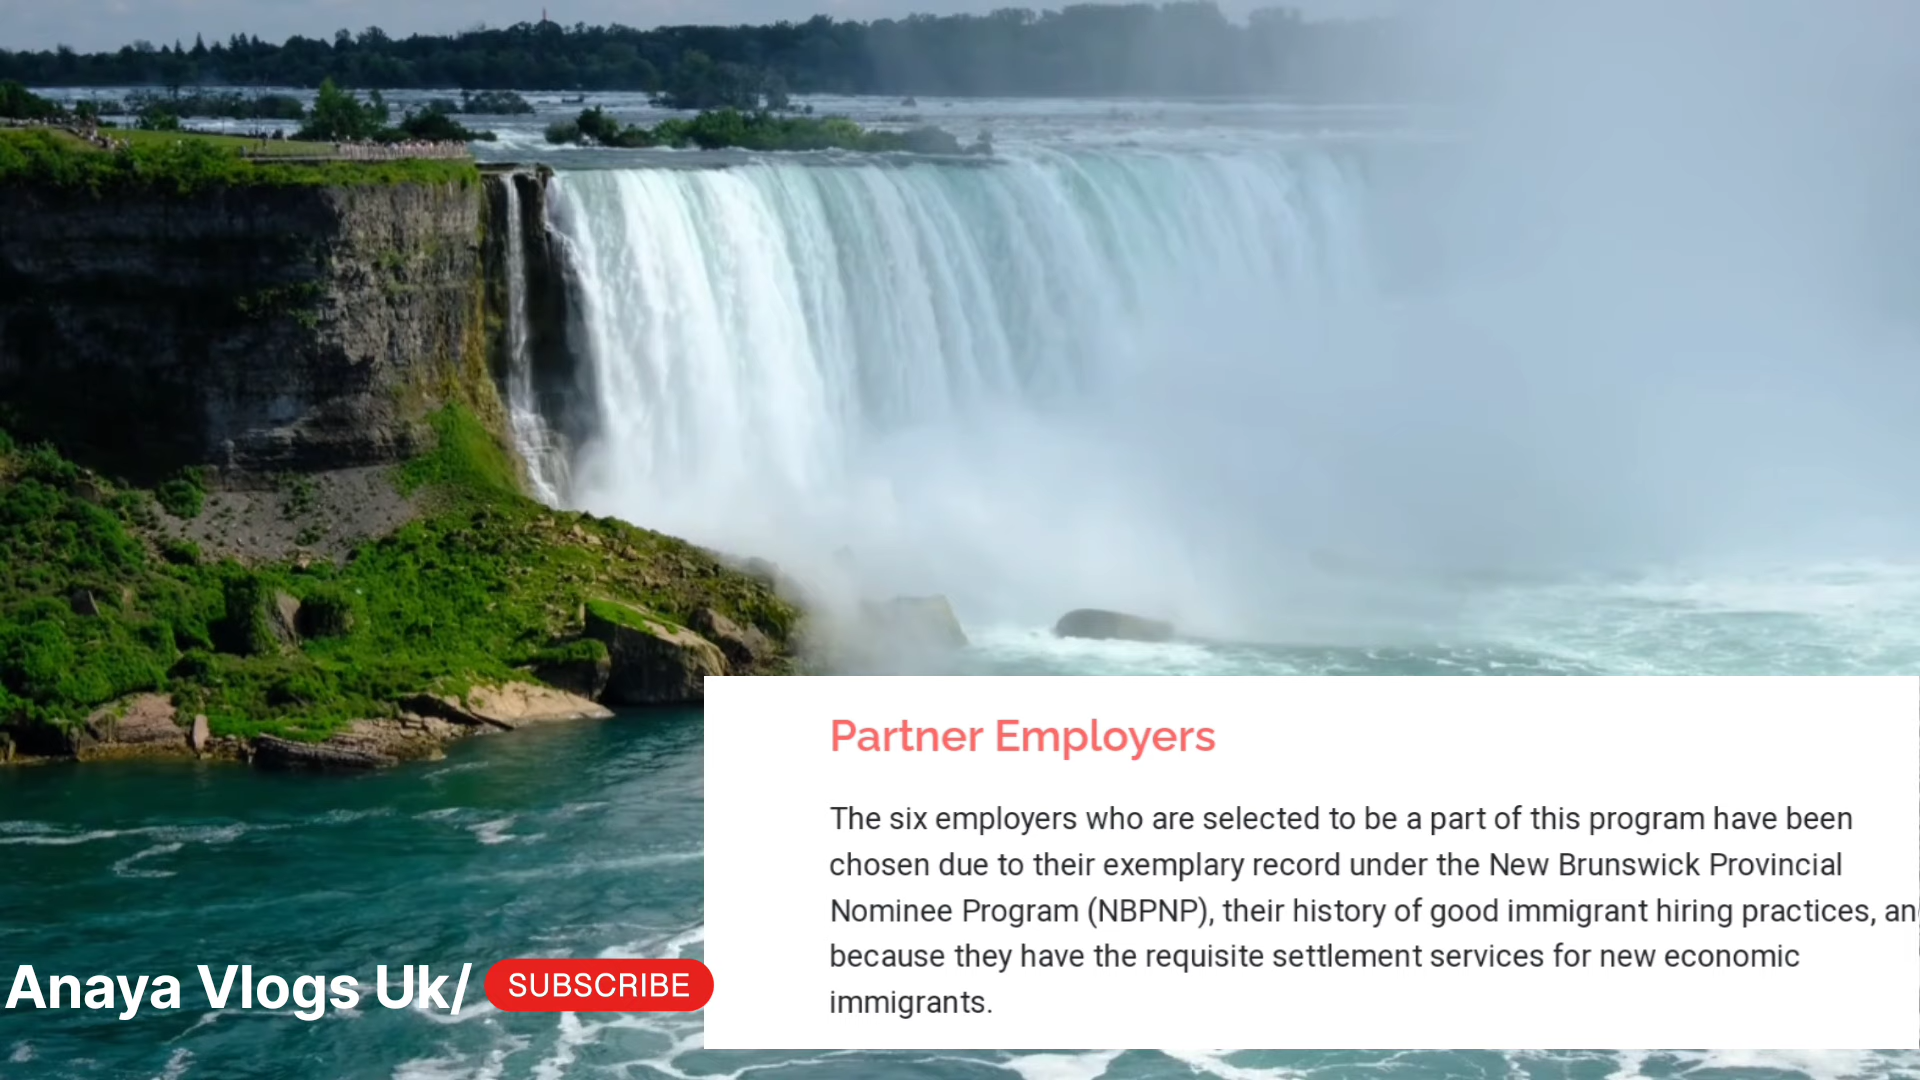 Partner Employers
The six employers who are selected to be a part of this program have been
chosen due to their exemplary record under the New Brunswick Provincial
Nominee Program (NBPNP), their history of good immigrant hiring practices, an
because they have the requisite settlement services for new economic
immigrants.
Anaya Vlogs Uk/ SUBSCRIBE